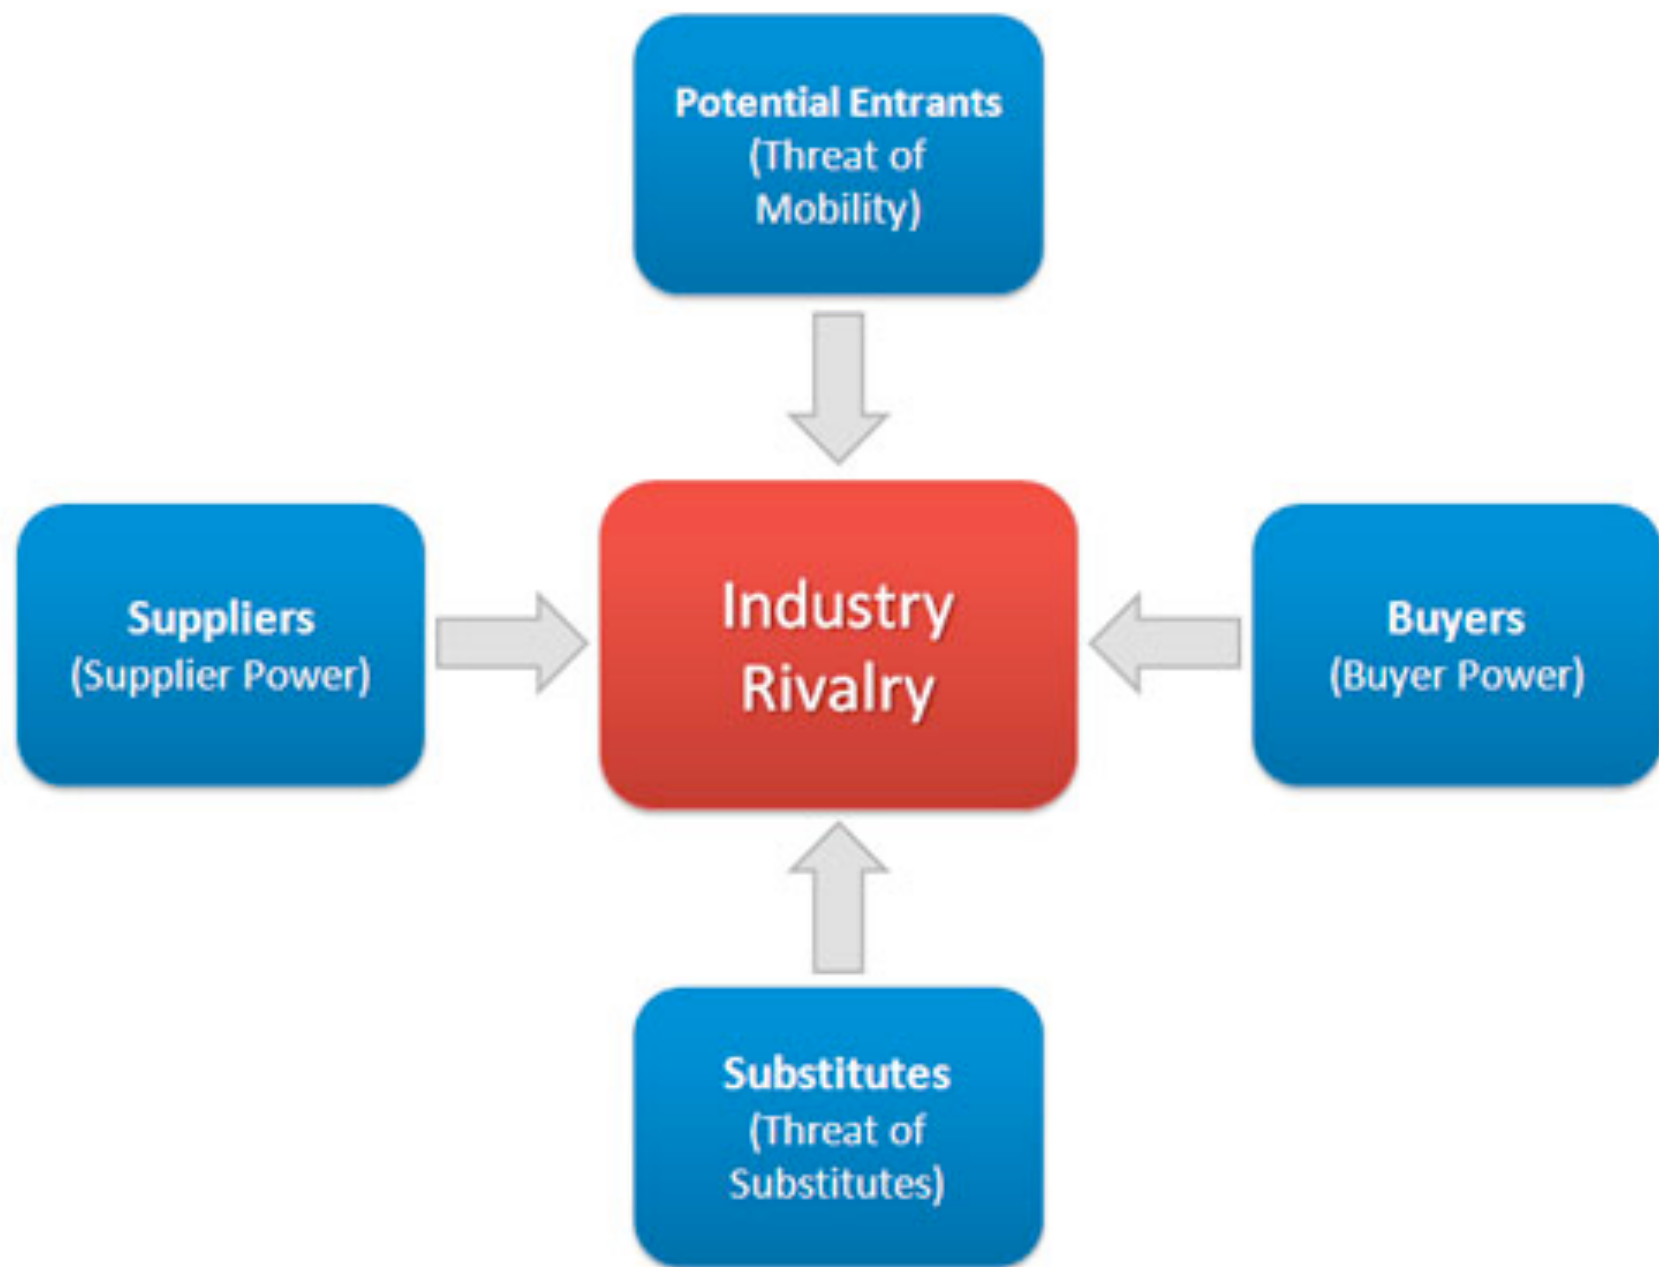 Potential Entrants
(Threat of
Mobility)
Suppliers
(Supplier Power)
Industry
Rivalry
Buyers
(Buyer Power)
Substitutes
(Threat of
Substitutes)